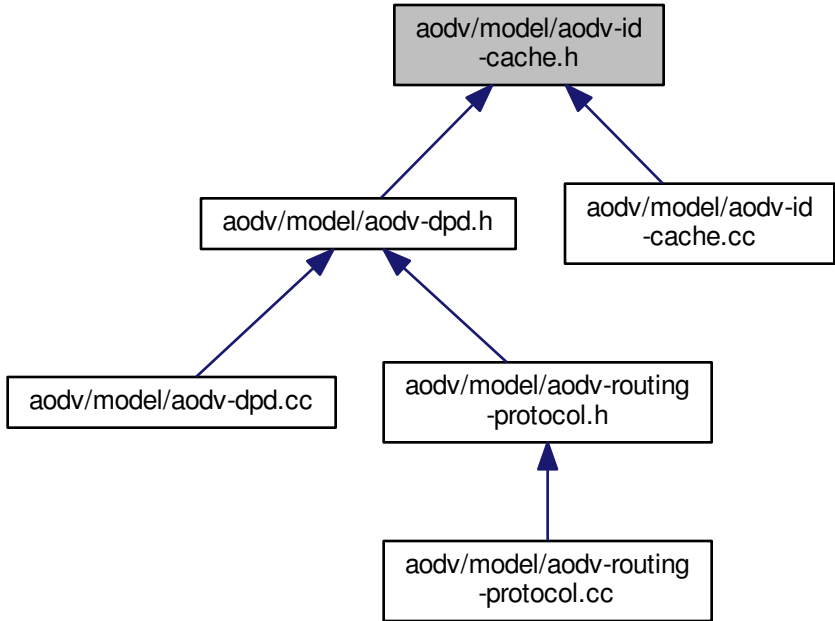 aodv/model/aodv-id
-cache.h
aodv/model/aodv-dpd.h
aodv/model/aodv-id
-cache.cc
aodv/model/aodv-dpd.cc
aodv/model/aodv-routing
-protocol.h
aodv/model/aodv-routing
-protocol.cc